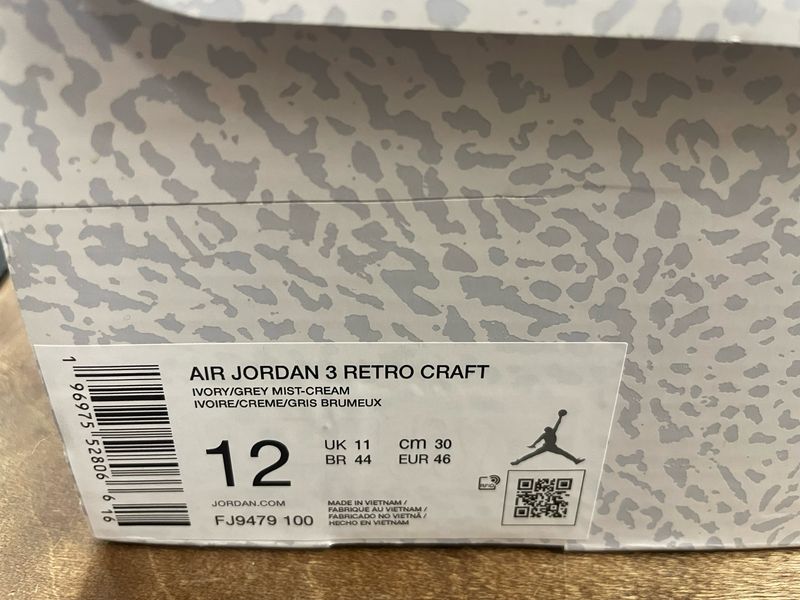 AIR JORDAN 3 RETRO CRAFT
IVORY/GREY MIST-CREAM
IVOIRE/CREME/GRIS BRUMEUX
12
UK 11 cm 30
BR 44 EUR 46
JORDAN.COM
FJ9479 100
MADE IN VIETNAM /
FABRIQUÉ AU VIETNAM /
FABRICADO NO VIETNÃ /
HECHO EN VIETNAM
RFID
1 96975 52806 6 16